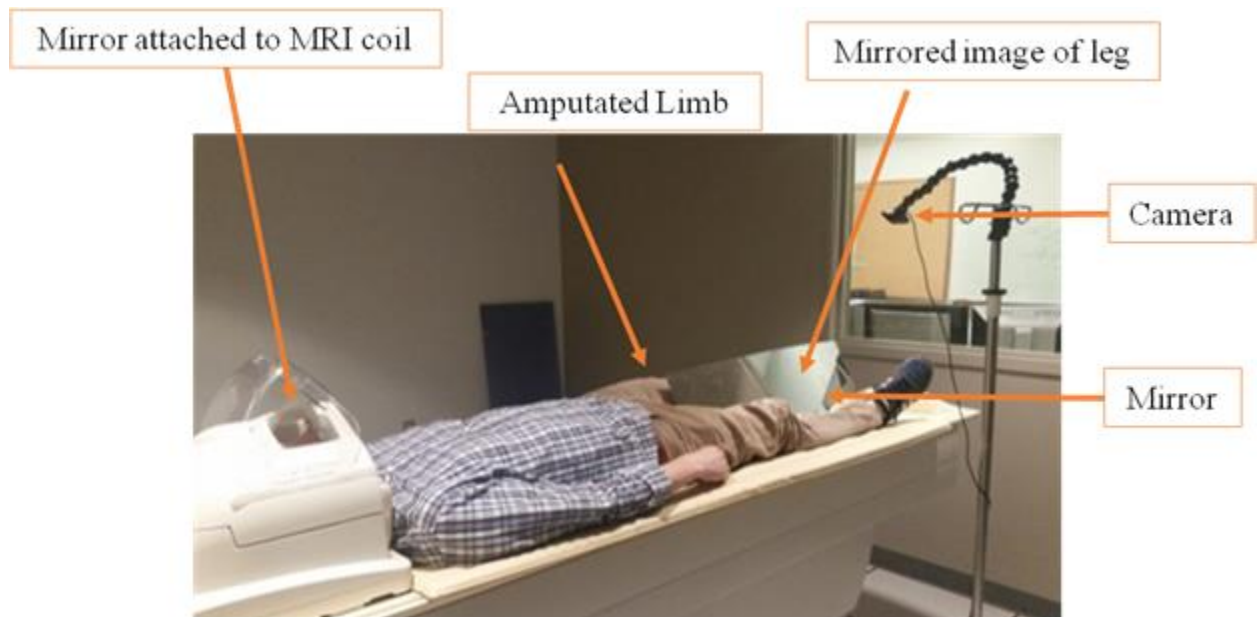 Mirror attached to MRI coil
Mirrored image of leg
Amputated Limb
Camera
Mirror